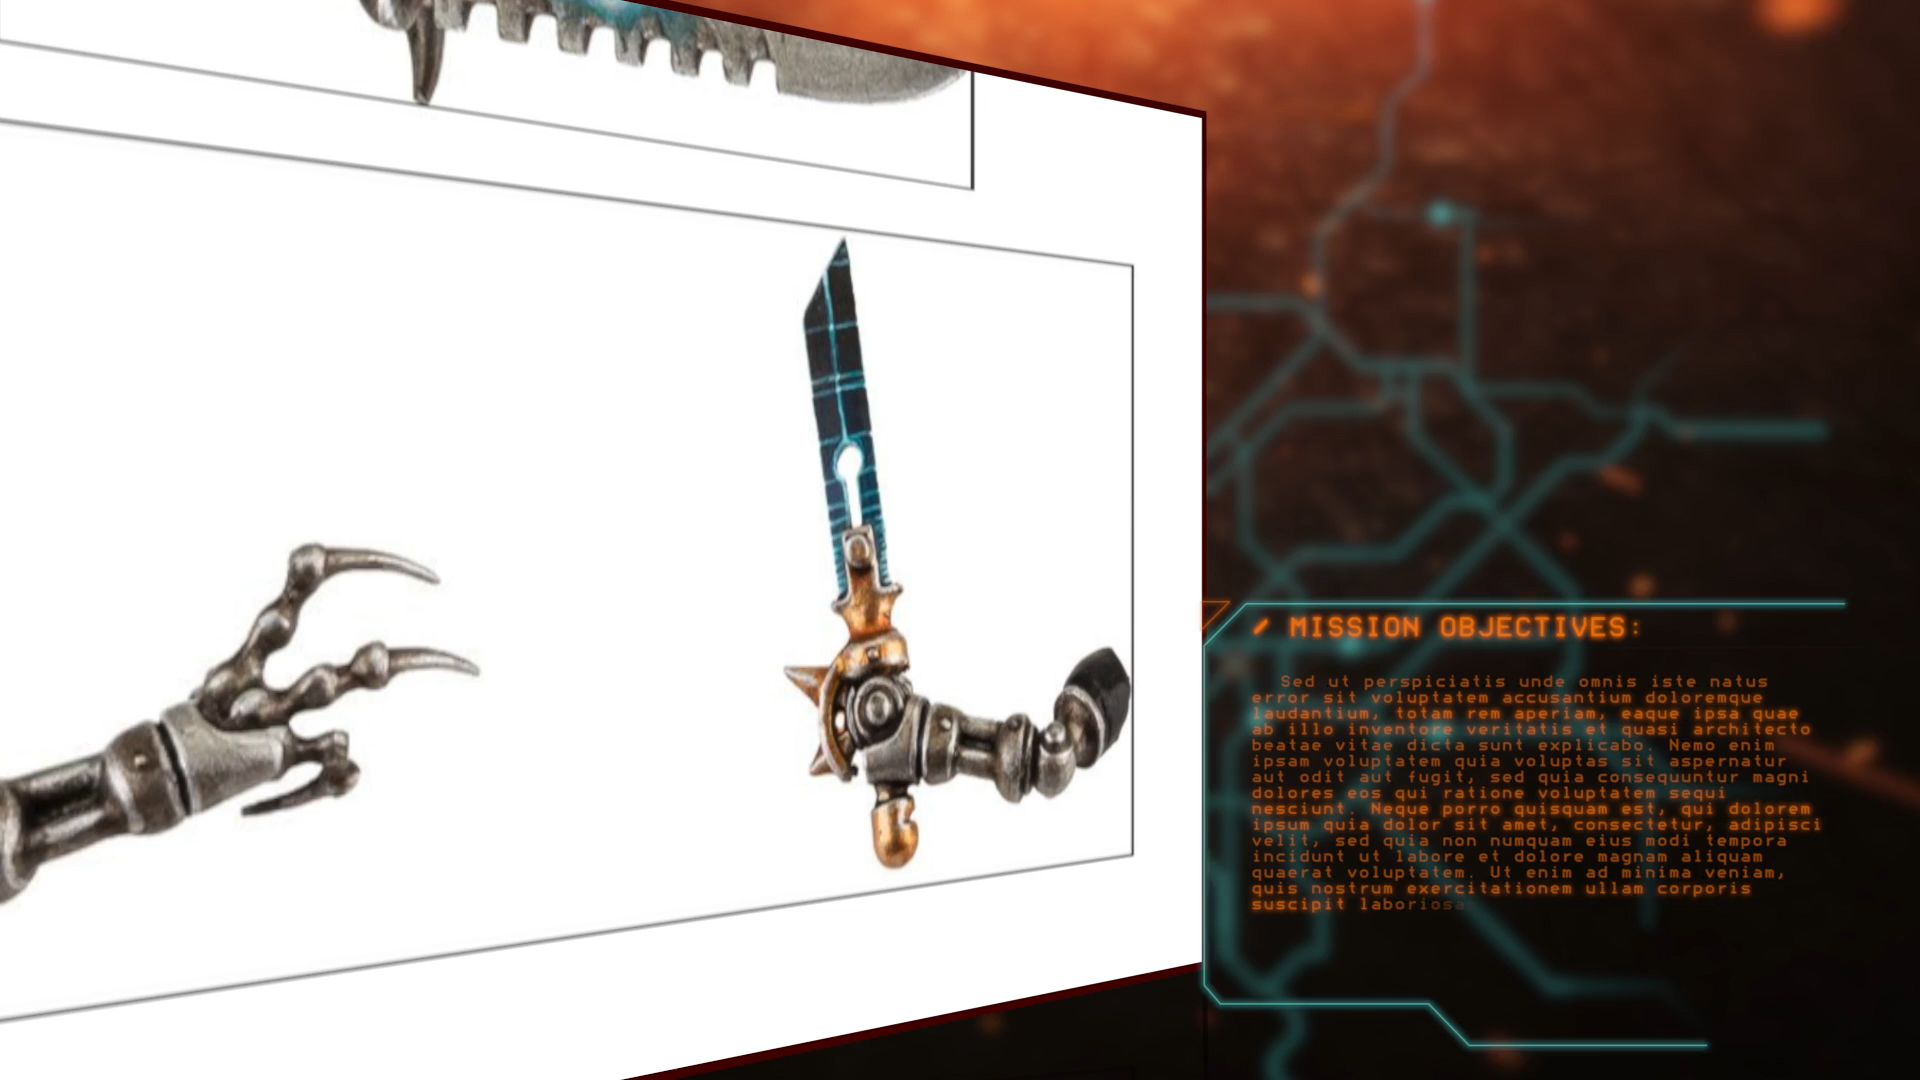 MISSION OBJECTIVES:
Sed ut perspiciatis unde omnis iste natus
error sit voluptatem accusantium doloremque
laudantium, totam rem aperiam, eaque ipsa quae
ab illo inventore veritatis et quasi architecto
beatae vitae dicta sunt explicabo. Nemo enim
ipsam voluptatem quia voluptas sit aspernatur
aut odit aut fugit, sed quia consequuntur magni
dolores eos qui ratione voluptatem sequi
nesciunt. Neque porro quisquam est, qui dolorem
ipsum quia dolor sit amet, consectetur, adipisci
velit, sed quia non numquam eius modi tempora
incidunt ut labore et dolore magnam aliquam
quaerat voluptatem. Ut enim ad minima veniam,
quis nostrum exercitationem ullam corporis
suscipit laboriosa